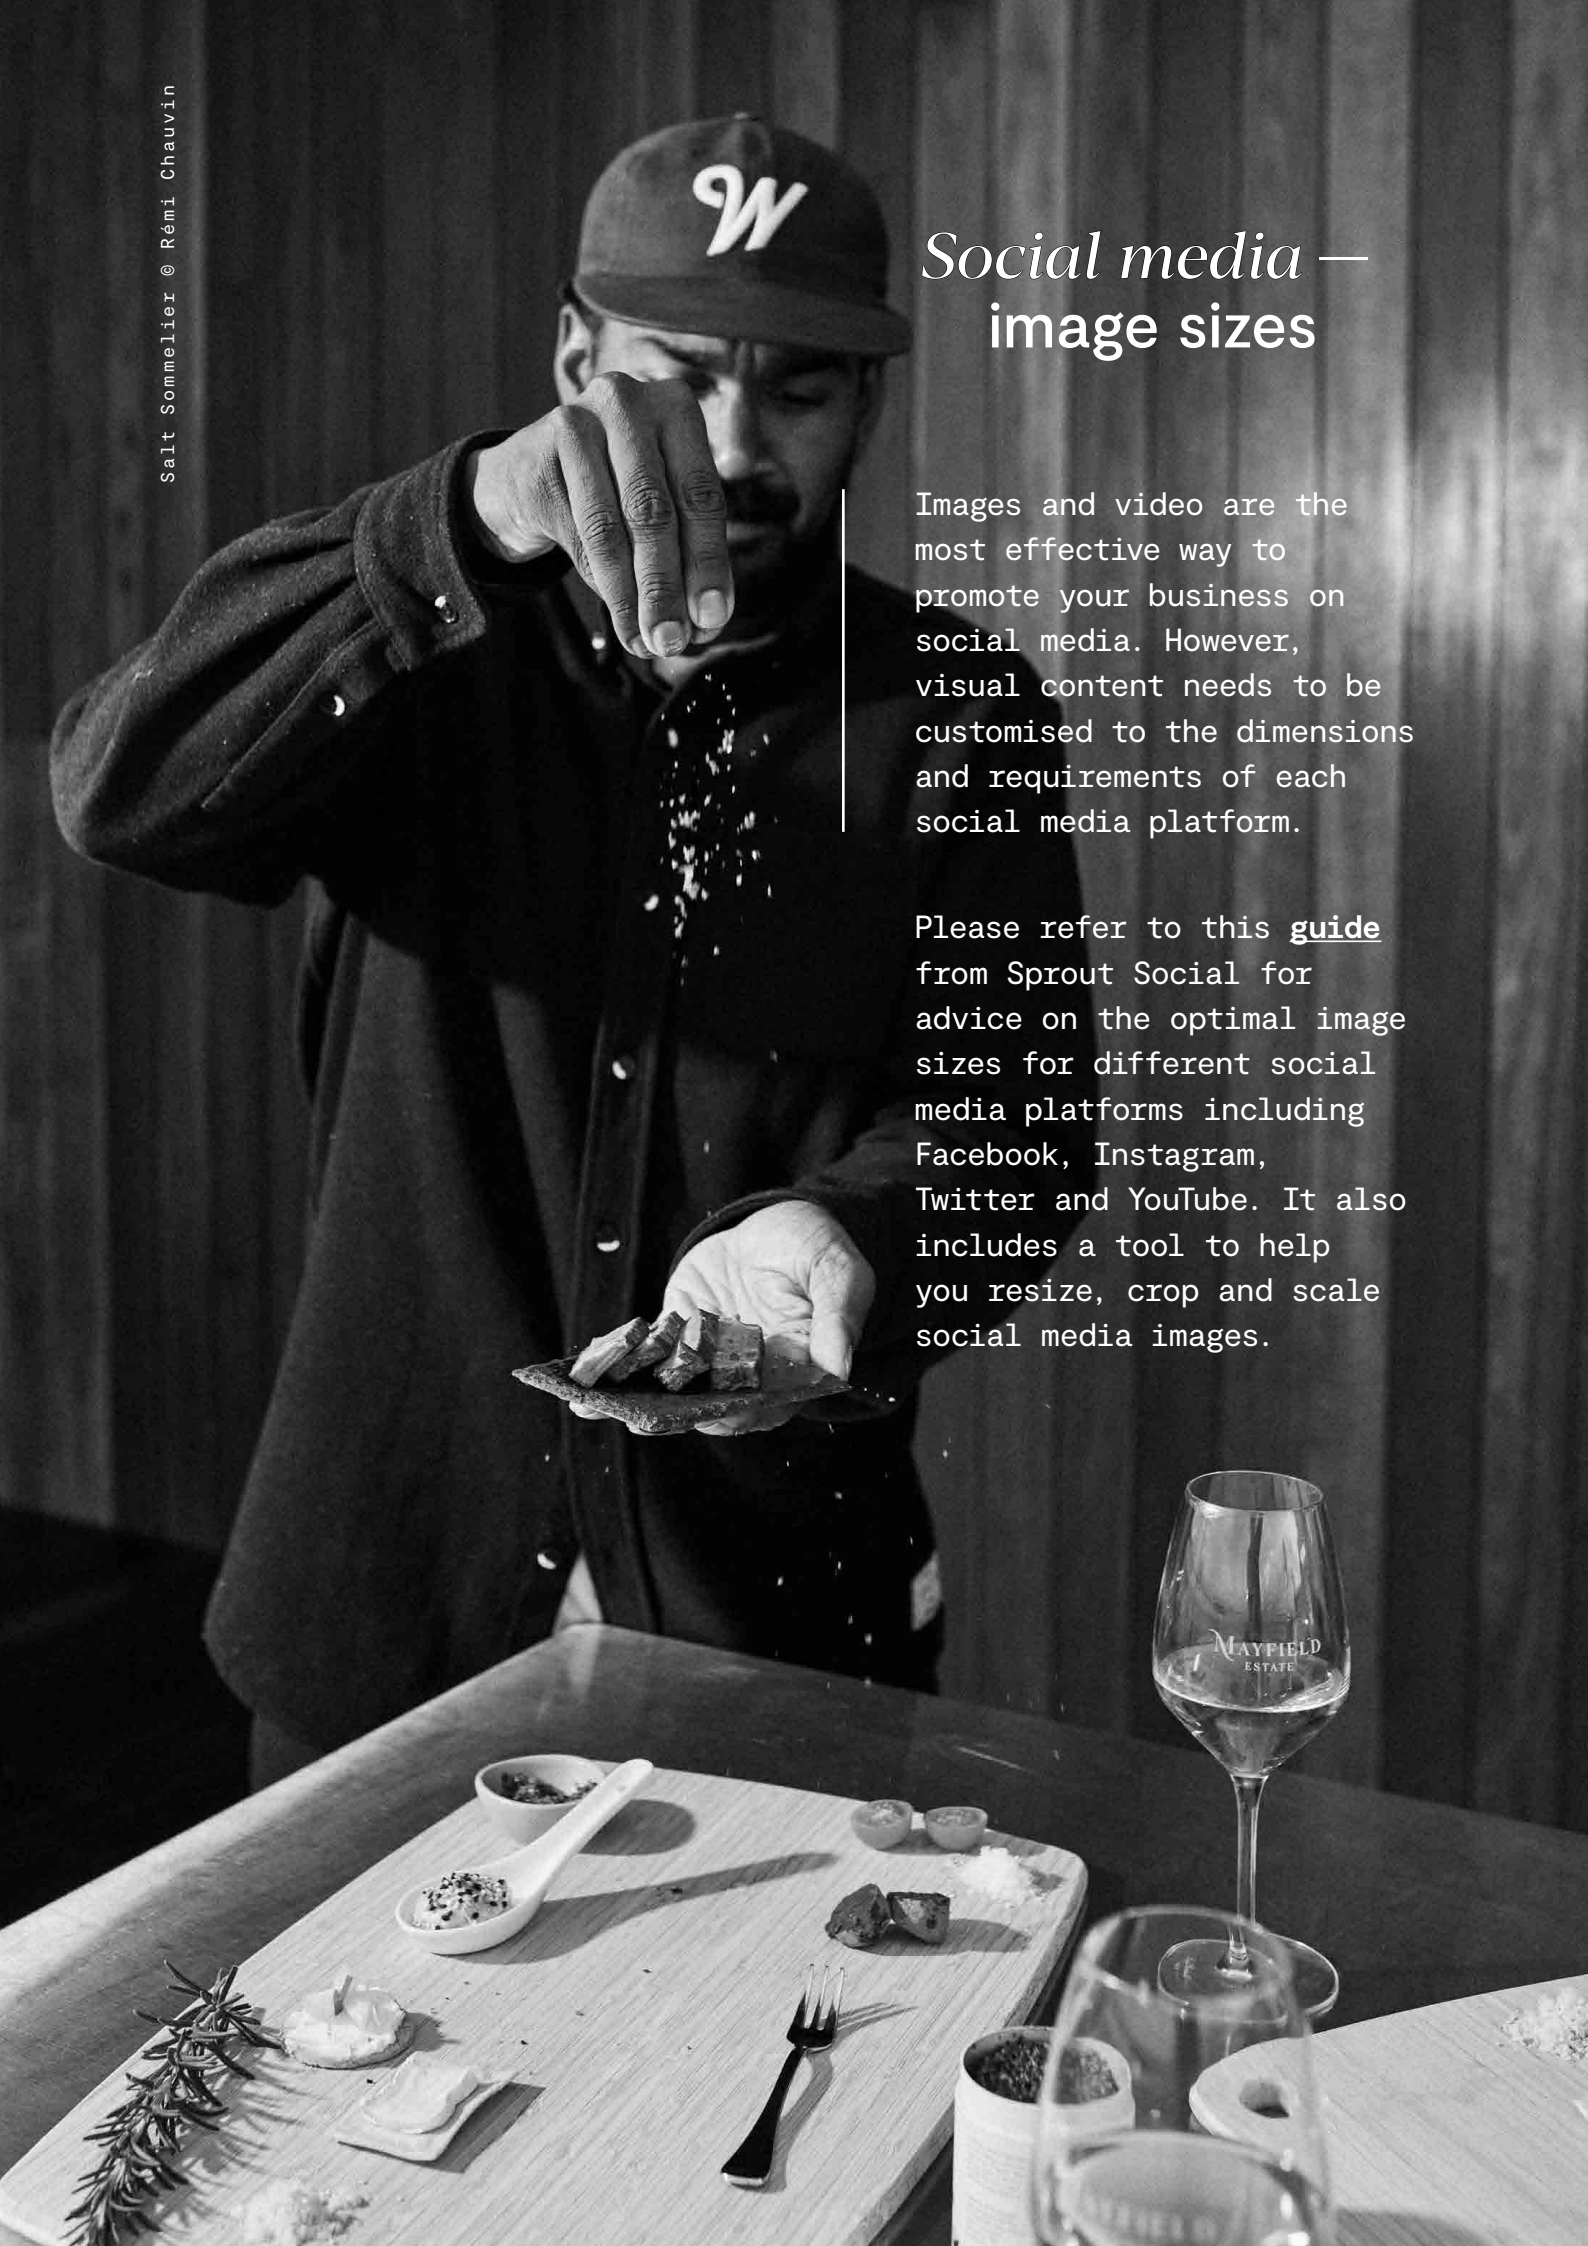 Salt Sommelier © Rémi Chauvin
W
Social media —
image sizes
Images and video are the
most effective way to
promote your business on
social media. However,
visual content needs to be
customised to the dimensions
and requirements of each
social media platform.
Please refer to this guide
from Sprout Social for
advice on the optimal image
sizes for different social
media platforms including
Facebook, Instagram,
Twitter and YouTube. It also
includes a tool to help
you resize, crop and scale
social media images.
MAYFIELD
ESTATE